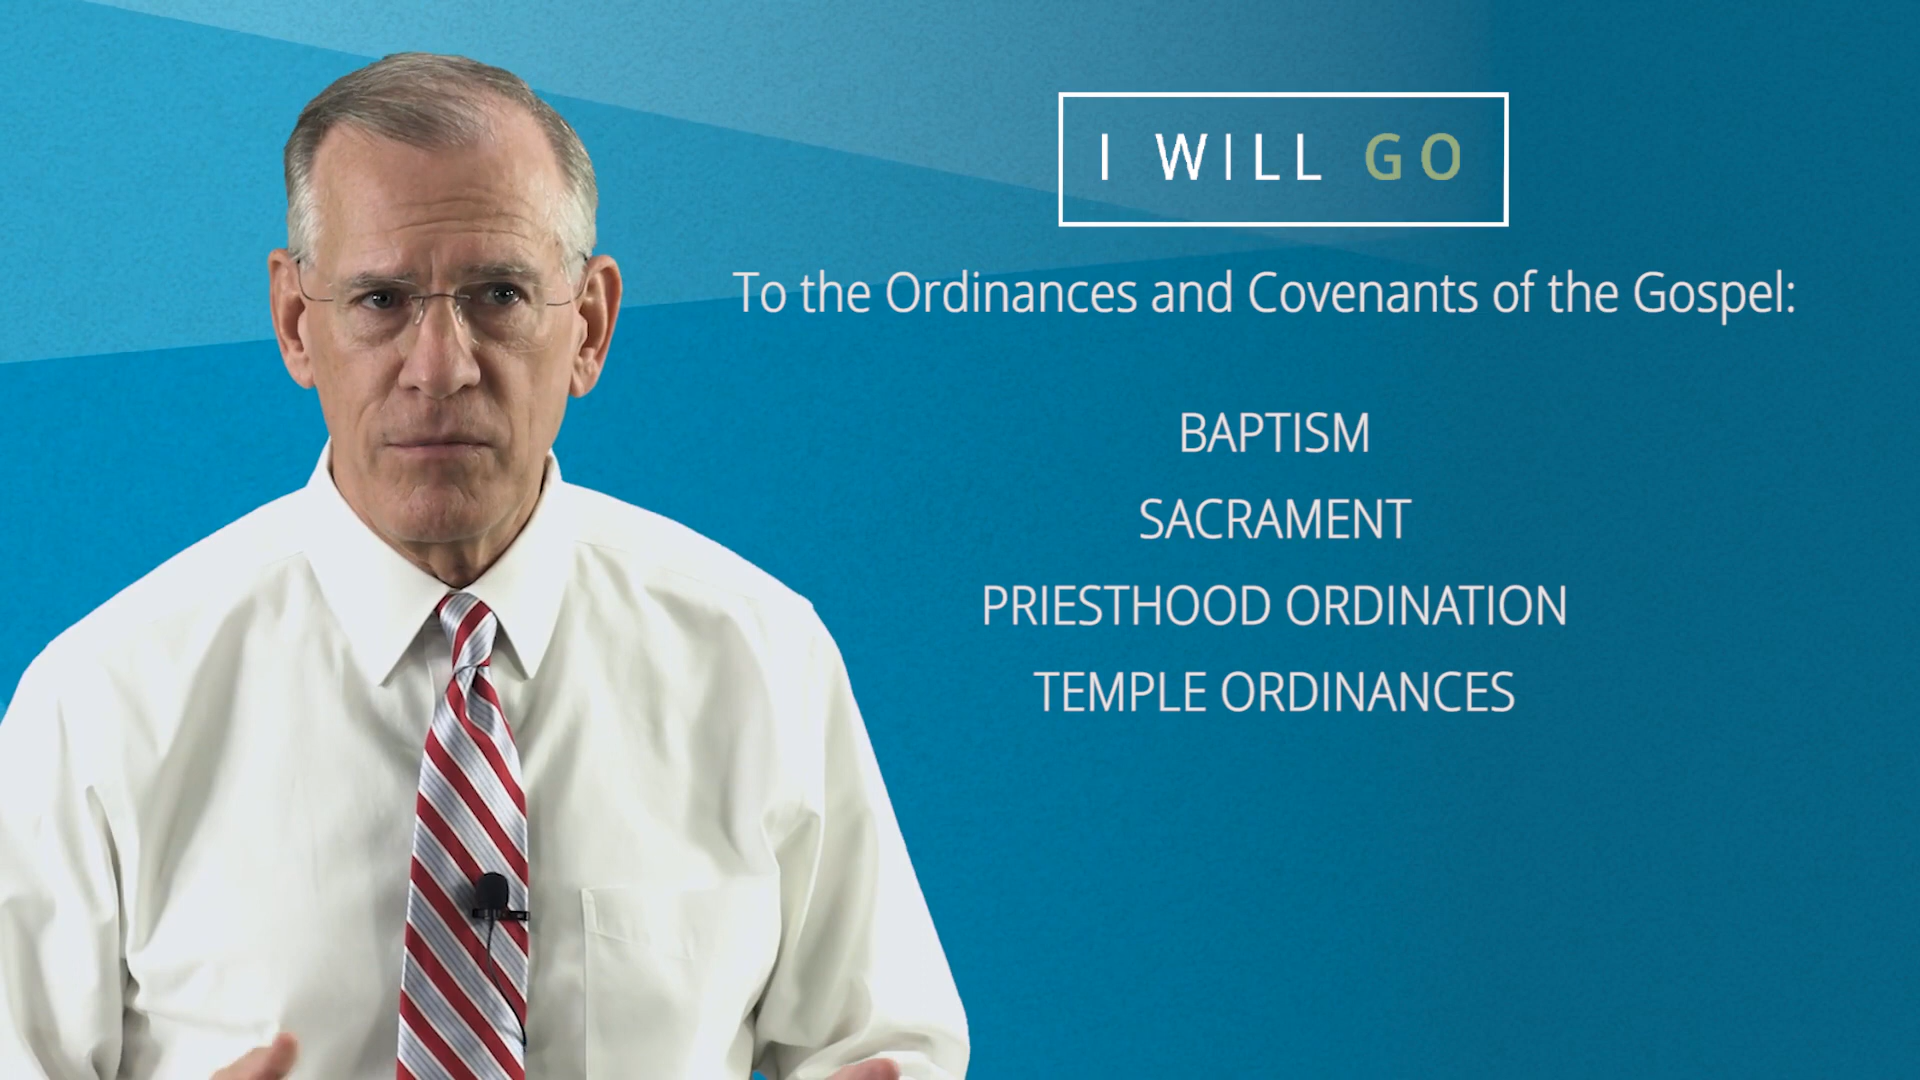 I WILL GO
To the Ordinances and Covenants of the Gospel:
BAPTISM
SACRAMENT
PRIESTHOOD ORDINATION
TEMPLE ORDINANCES